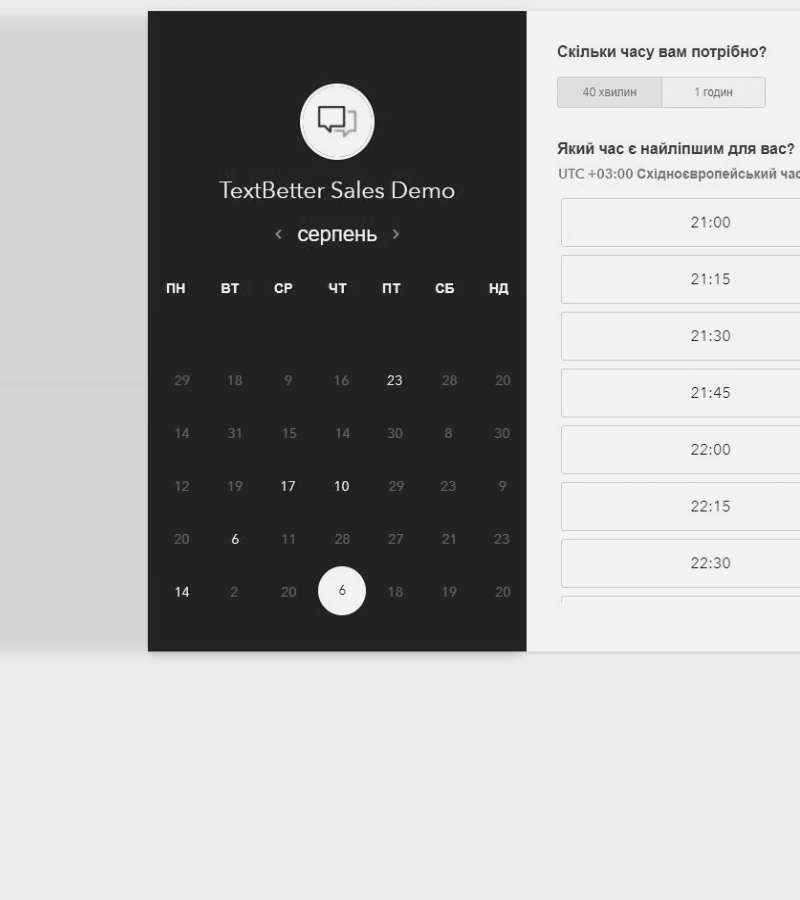 TextBetter Sales Demo
серпень
ПН ВТ СР ЧТ ПТ СБ НД
29 18 9 16 23 28 20
14 31 15 14 30 8 30
12 19 17 10 29 23 9
20 6 11 28 27 21 23
14 2 20 6 18 19 20
Скільки часу вам потрібно?
40 хвилин 1 годин
Який час є найліпшим для вас?
UTC +03:00 Східноєвропейський час
21:00
21:15
21:30
21:45
22:00
22:15
22:30